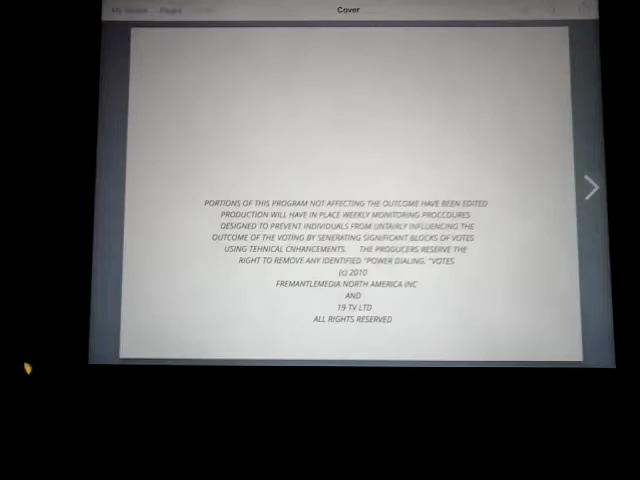 My Books Pages
Cover
PORTIONS OF THIS PROGRAM NOT AFFECTING THE OUTCOME HAVE BEEN EDITED
PRODUCTION WILL HAVE IN PLACE WEEKLY MONITORING PROCCDURES
DESIGNED TO PREVENT INDIVIDUALS FROM UNTAIRLY INFLUENCING THE
OUTCOME OF THE VOTING BY SENERATING SIGNIFICANT BLOCKS OF VOTES
USING TEHNICAL CNHANCEMENTS. THE PRODUCERS RESERVE THE
RIGHT TO REMOVE ANY IDENTIFIED "POWER DIALING. "VOTES
(c) 2010
FREMANTLEMEDIA NORTH AMERICA INC
AND
19 TV LTD
ALL RIGHTS RESERVED